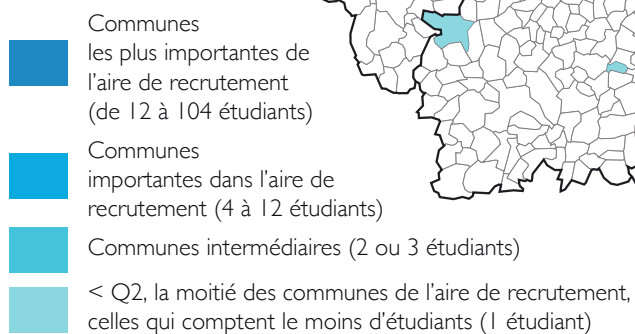 Communes
les plus importantes de
l'aire de recrutement
(de 12 à 104 étudiants)
Communes
importantes dans l'aire de
recrutement (4 à 12 étudiants)
Communes intermédiaires (2 ou 3 étudiants)
< Q2, la moitié des communes de l'aire de recrutement,
celles qui comptent le moins d'étudiants (1 étudiant)